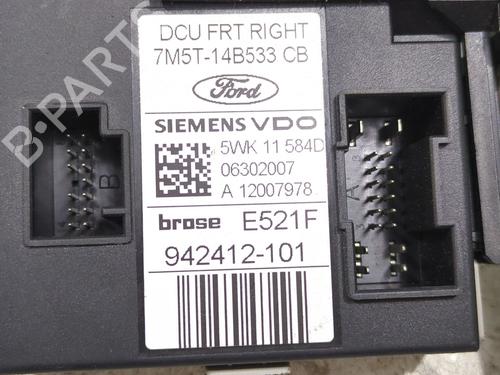 DCU FRT RIGHT
7M5T-14B533 CB
Ford
SIEMENS VDO
5WK 11 584D
06302007
A 12007978
brose E521F
942412-101
B
A
B-PARTS